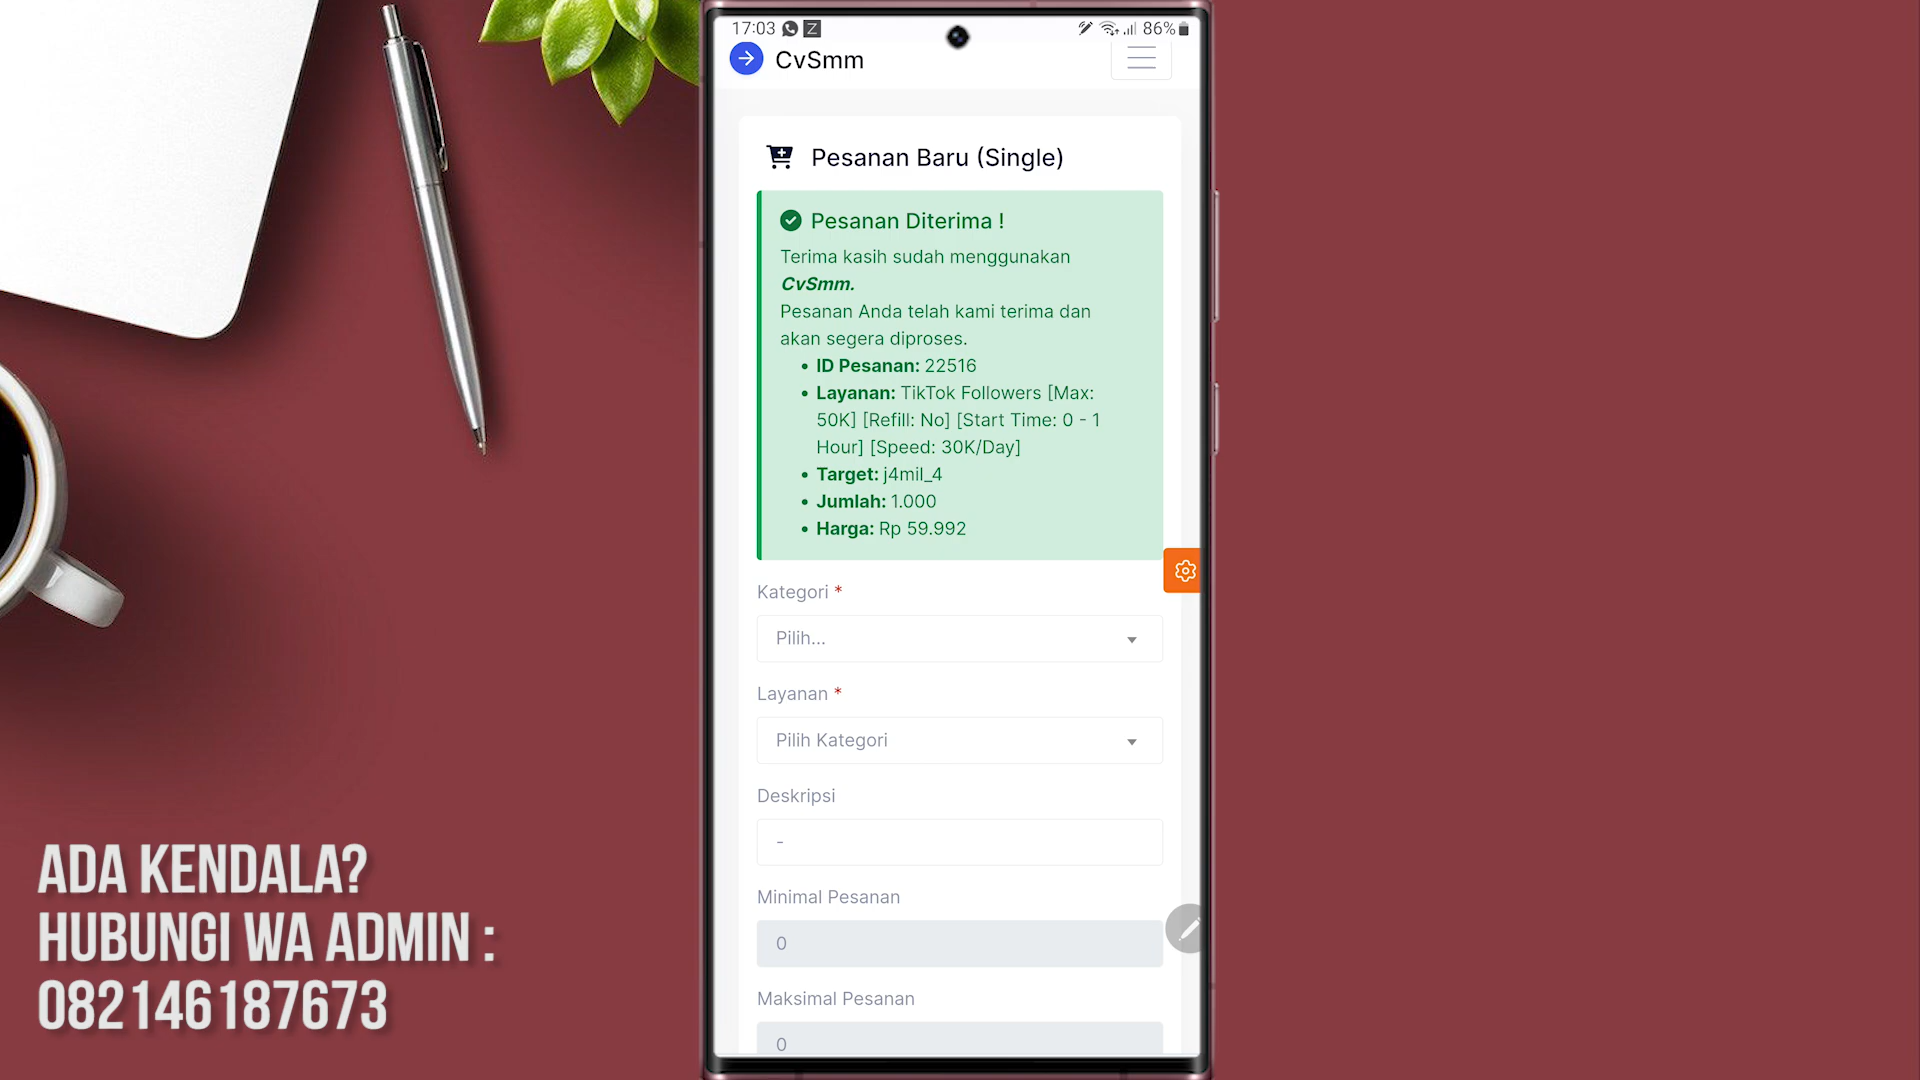 17:03
86%
CvSmm
Pesanan Baru (Single)
Pesanan Diterima !
Terima kasih sudah menggunakan
CvSmm.
Pesanan Anda telah kami terima dan
akan segera diproses.
• ID Pesanan: 22516
• Layanan: TikTok Followers [Max:
50K] [Refill: No] [Start Time: 0 - 1
Hour] [Speed: 30K/Day]
• Target: j4mil_4
• Jumlah: 1.000
• Harga: Rp 59.992
Kategori *
Pilih...
Layanan *
Pilih Kategori
Deskripsi
-
Minimal Pesanan
0
Maksimal Pesanan
0
ADA KENDALA?
HUBUNGI WA ADMIN :
082146187673